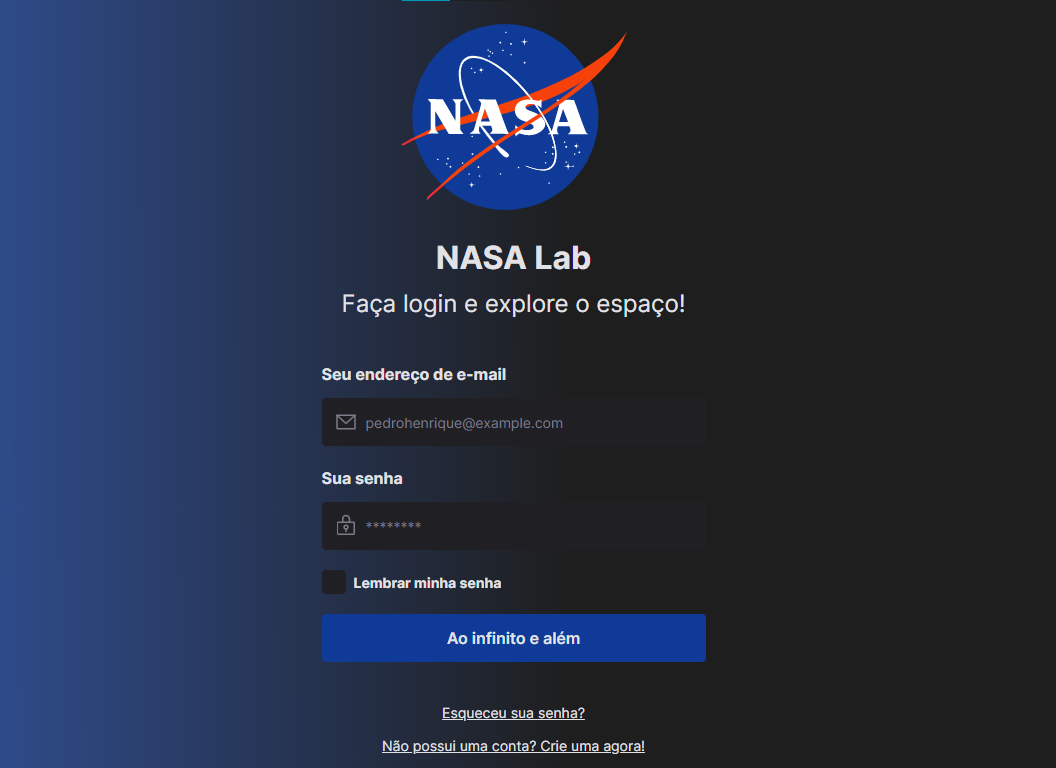 NASA
NASA Lab
Faça login e explore o espaço!
Seu endereço de e-mail
pedrohenrique@example.com
Sua senha
********
Lembrar minha senha
Ao infinito e além
Esqueceu sua senha?
Não possui uma conta? Crie uma agora!